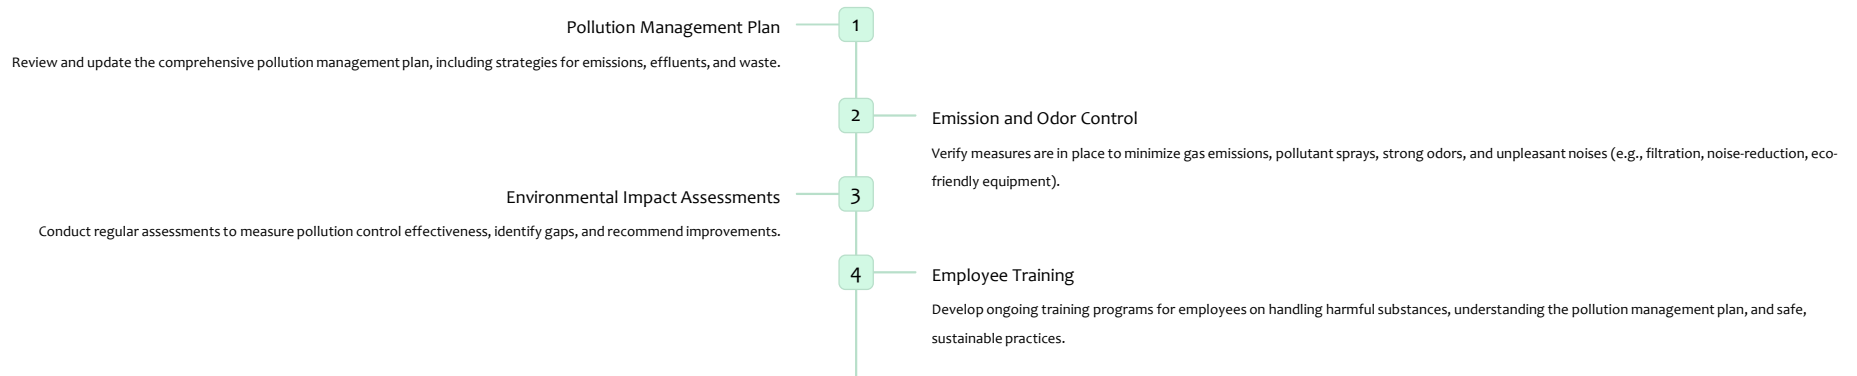 Pollution Management Plan
1
Review and update the comprehensive pollution management plan, including strategies for emissions, effluents, and waste.
2
Emission and Odor Control
Verify measures are in place to minimize gas emissions, pollutant sprays, strong odors, and unpleasant noises (e.g., filtration, noise-reduction, eco-
friendly equipment).
Environmental Impact Assessments
3
Conduct regular assessments to measure pollution control effectiveness, identify gaps, and recommend improvements.
4
Employee Training
Develop ongoing training programs for employees on handling harmful substances, understanding the pollution management plan, and safe,
sustainable practices.